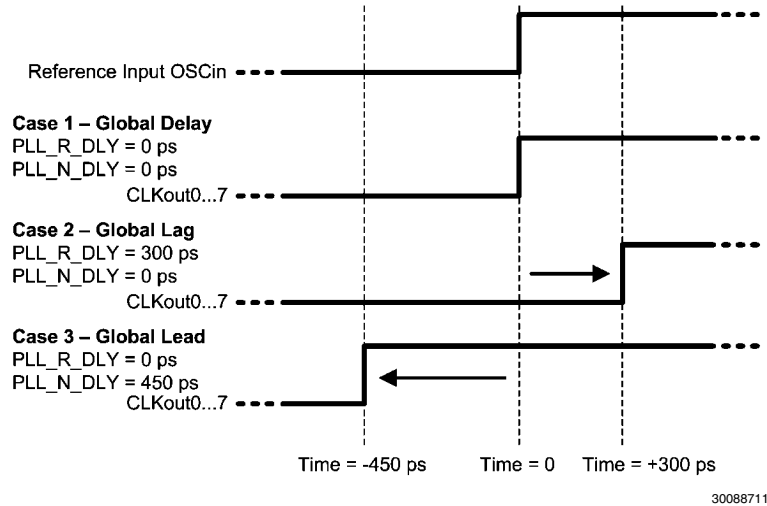 Reference Input OSCin
Case 1 – Global Delay
PLL_R_DLY = 0 ps
PLL_N_DLY = 0 ps
CLKout0...7
Case 2 – Global Lag
PLL_R_DLY = 300 ps
PLL_N_DLY = 0 ps
CLKout0...7
Case 3 – Global Lead
PLL_R_DLY = 0 ps
PLL_N_DLY = 450 ps
CLKout0...7
Time = -450 ps Time = 0 Time = +300 ps
30088711